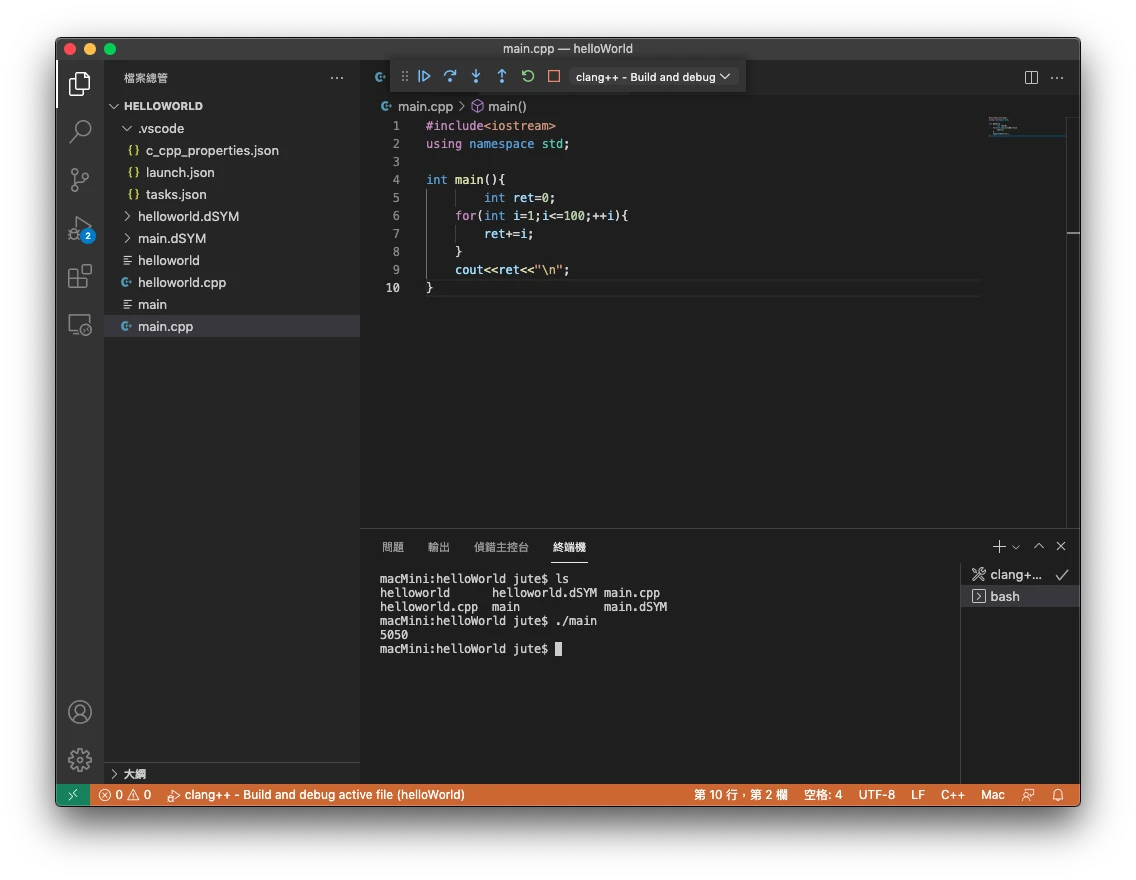 main.cpp — helloWorld
檔案總管
clang++ - Build and debug
HELLOWORLD
.vscode
c_cpp_properties.json
launch.json
tasks.json
helloworld.dSYM
main.dSYM
helloworld
helloworld.cpp
main
main.cpp
2
大綱
main.cpp > main()
1 #include<iostream>
2 using namespace std;
3
4 int main(){
5 int ret=0;
6 for(int i=1;i<=100;++i){
7 ret+=i;
8 }
9 cout<<ret<<"\n";
10 }
問題 輸出 偵錯主控台 終端機
macMini:helloWorld jute$ ls
helloworld helloworld.dSYM main.cpp
helloworld.cpp main main.dSYM
macMini:helloWorld jute$ ./main
5050
macMini:helloWorld jute$
clang+...
bash
0 0 clang++ - Build and debug active file (helloWorld) 第 10 行，第 2 欄 空格: 4 UTF-8 LF C++ Mac